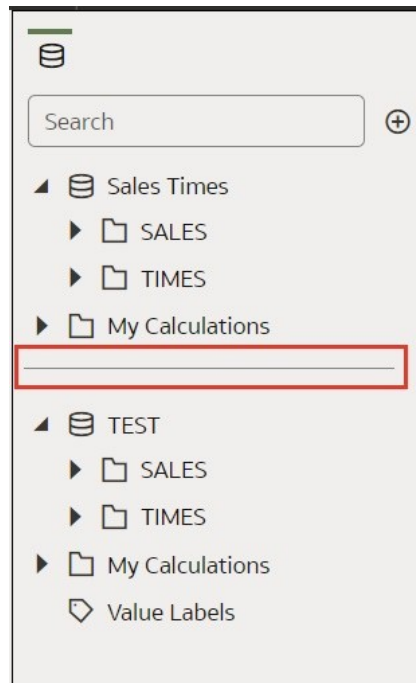 Search
Sales Times
SALES
TIMES
My Calculations
TEST
SALES
TIMES
My Calculations
Value Labels